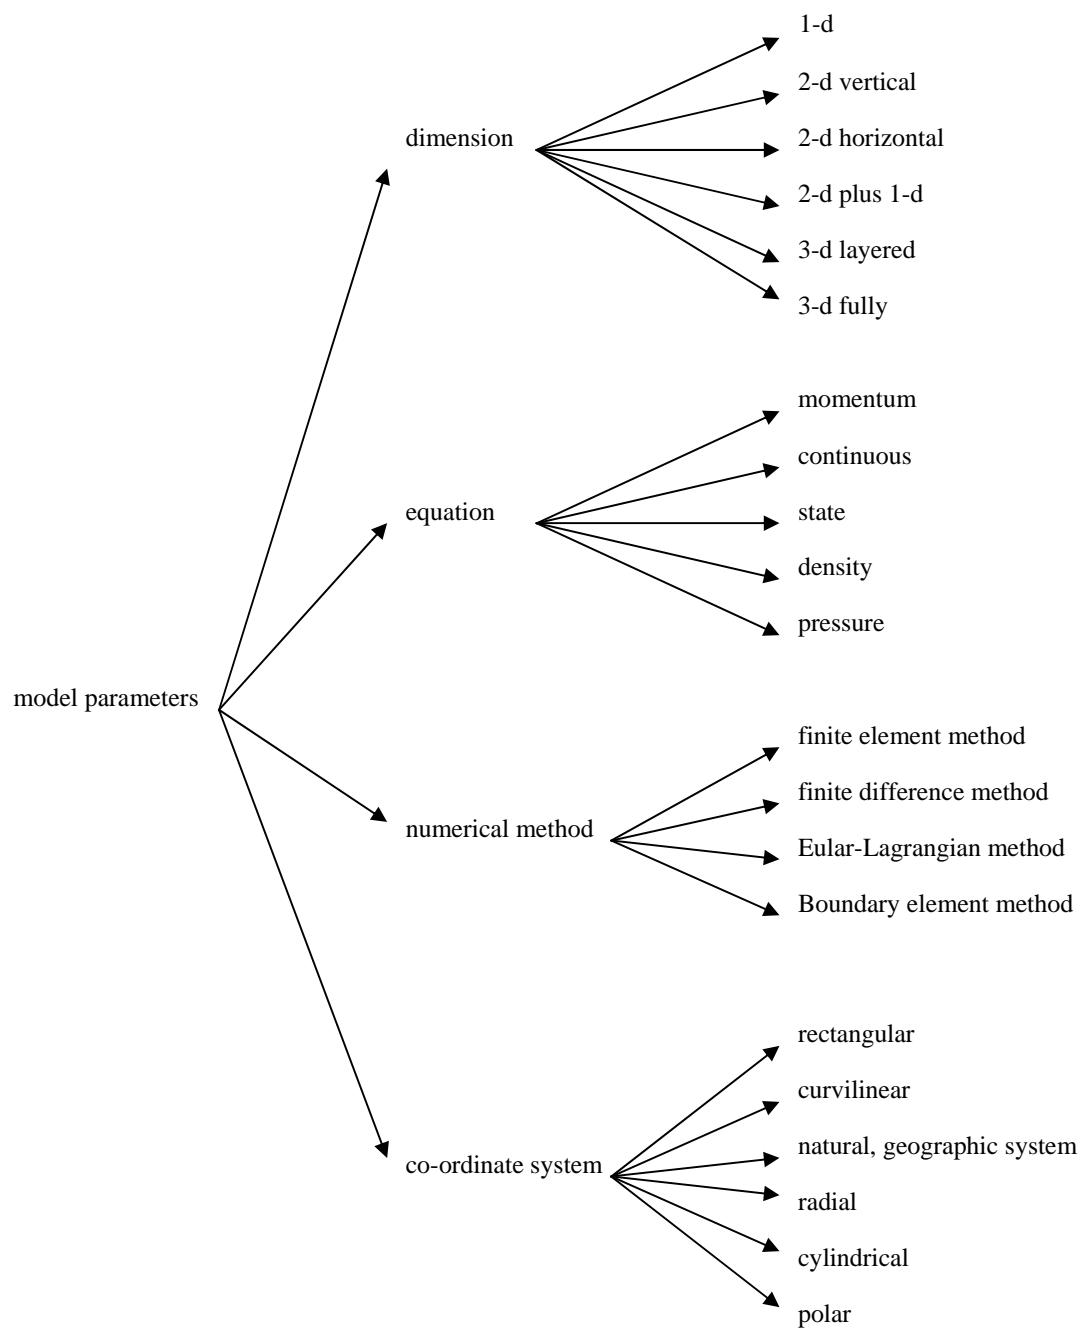 1-d
2-d vertical
dimension
2-d horizontal
2-d plus 1-d
3-d layered
3-d fully
momentum
continuous
equation
state
density
pressure
model parameters
finite element method
finite difference method
numerical method
Eular-Lagrangian method
Boundary element method
rectangular
curvilinear
natural, geographic system
co-ordinate system
radial
cylindrical
polar